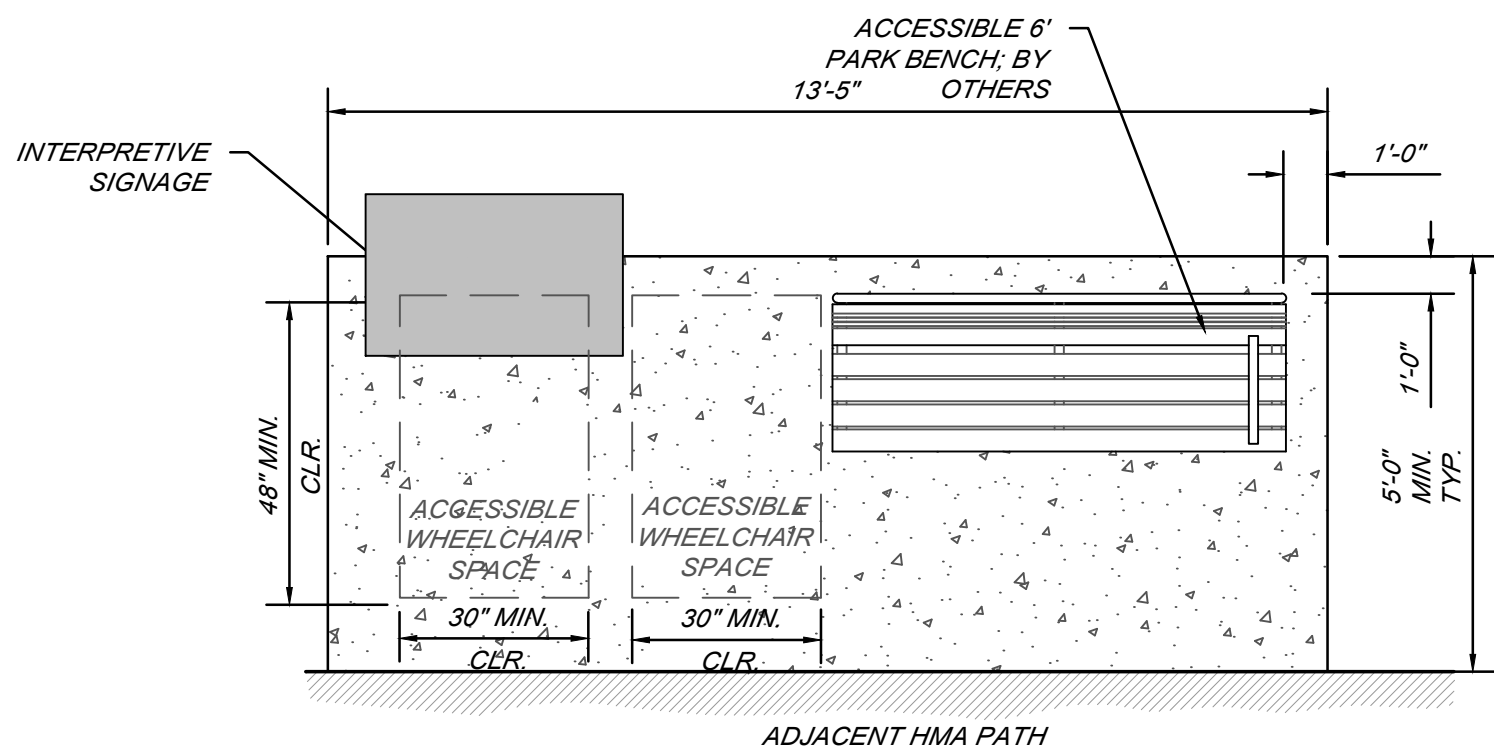 ACCESSIBLE 6'
PARK BENCH; BY
OTHERS
13'-5"
INTERPRETIVE
SIGNAGE
1'-0"
1'-0"
5'-0"
MIN.
TYP.
48" MIN.
CLR.
ACCESSIBLE
WHEELCHAIR
SPACE
ACCESSIBLE
WHEELCHAIR
SPACE
30" MIN.
CLR.
30" MIN.
CLR.
ADJACENT HMA PATH